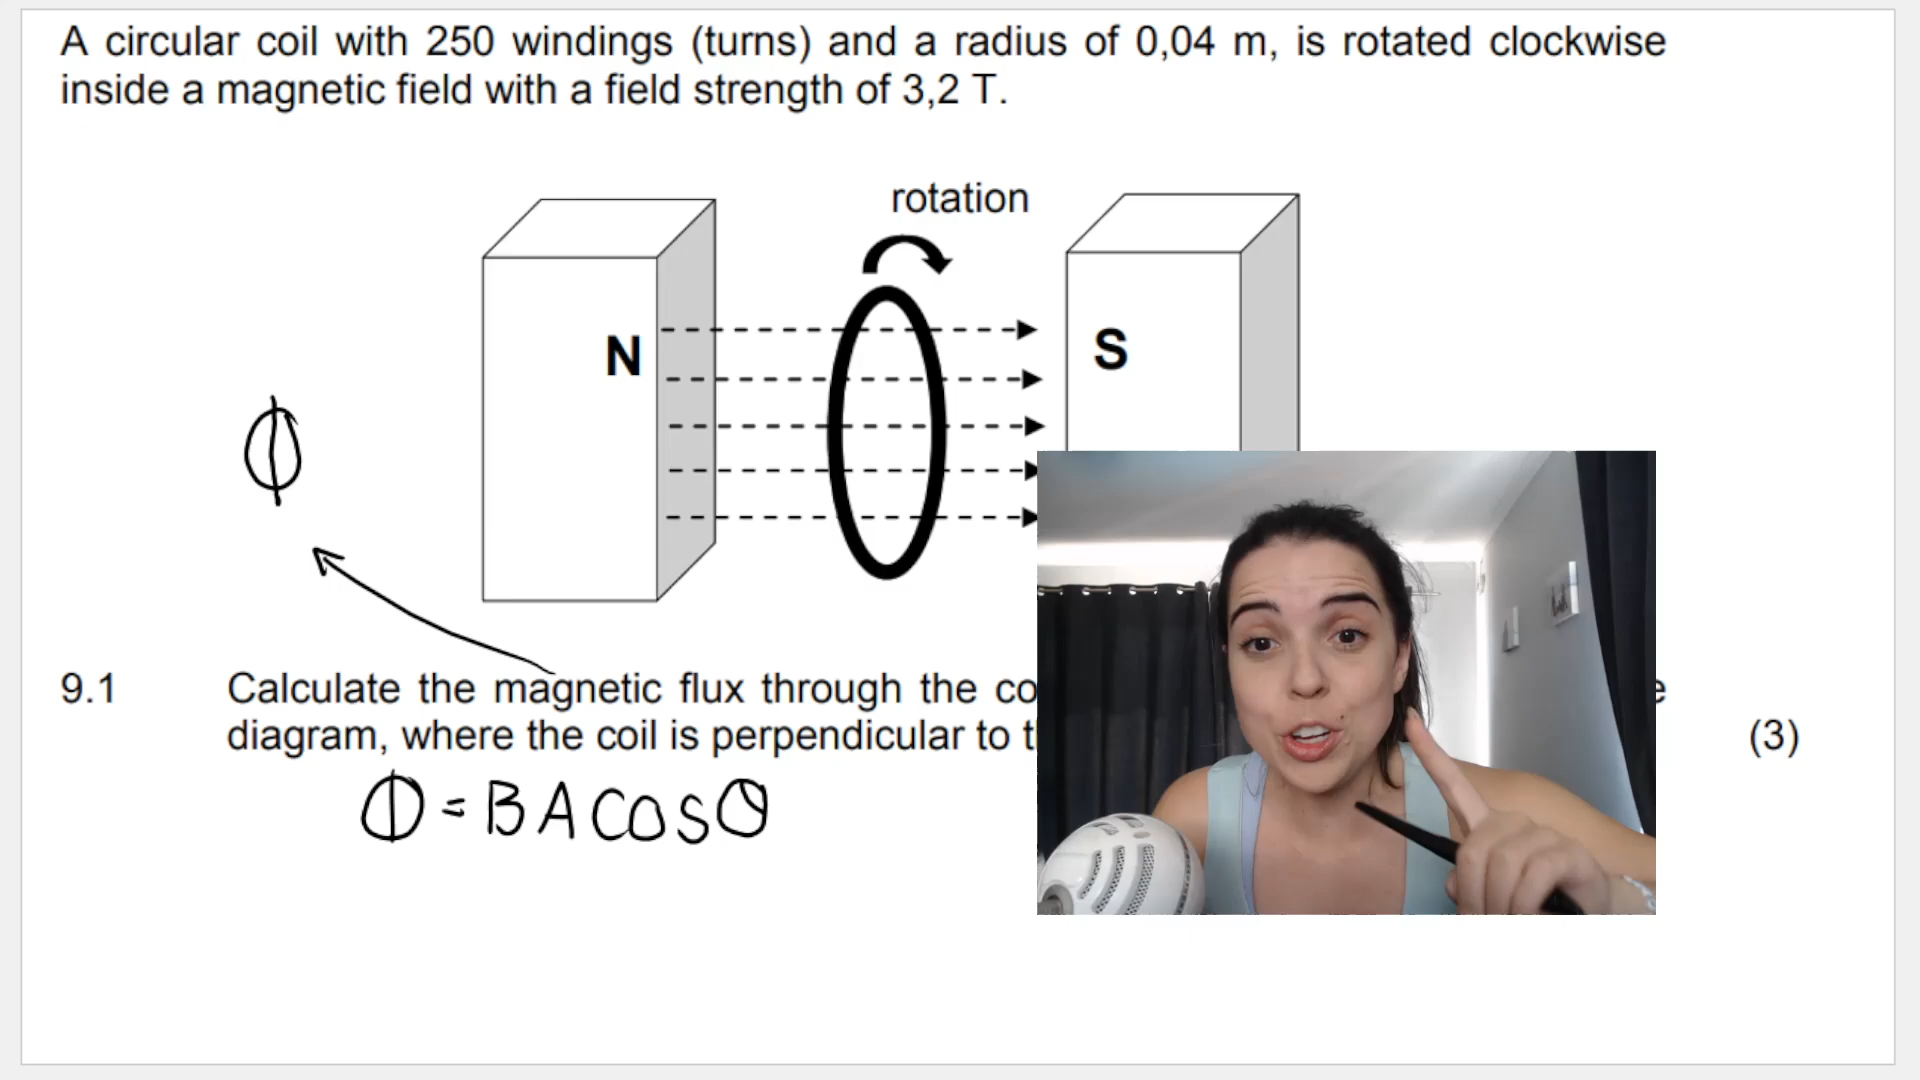 A circular coil with 250 windings (turns) and a radius of 0,04 m, is rotated clockwise
inside a magnetic field with a field strength of 3,2 T.
rotation
N
S
Φ
9.1 Calculate the magnetic flux through the
diagram, where the coil is perpendicular to (3)
Φ = BACOSθ